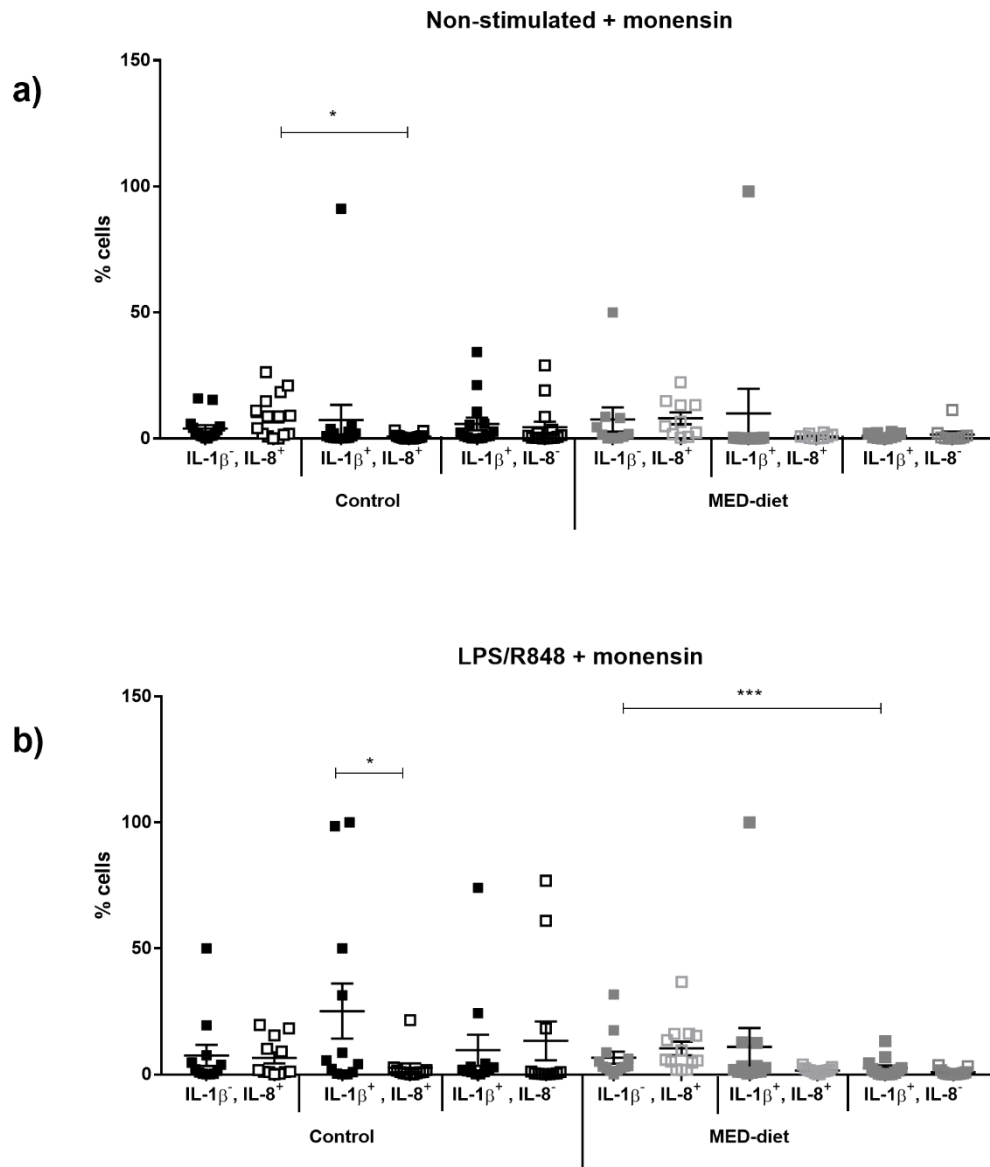 Non-stimulated + monensin
a)
150
*
100
% cells
50
0
IL-1β⁻, IL-8⁺ IL-1β⁺, IL-8⁺ IL-1β⁺, IL-8⁻ IL-1β⁻, IL-8⁺ IL-1β⁺, IL-8⁺ IL-1β⁺, IL-8⁻
Control MED-diet
LPS/R848 + monensin
b)
150
***
*
100
% cells
50
0
IL-1β⁻, IL-8⁺ IL-1β⁺, IL-8⁺ IL-1β⁺, IL-8⁻ IL-1β⁻, IL-8⁺ IL-1β⁺, IL-8⁺ IL-1β⁺, IL-8⁻
Control MED-diet